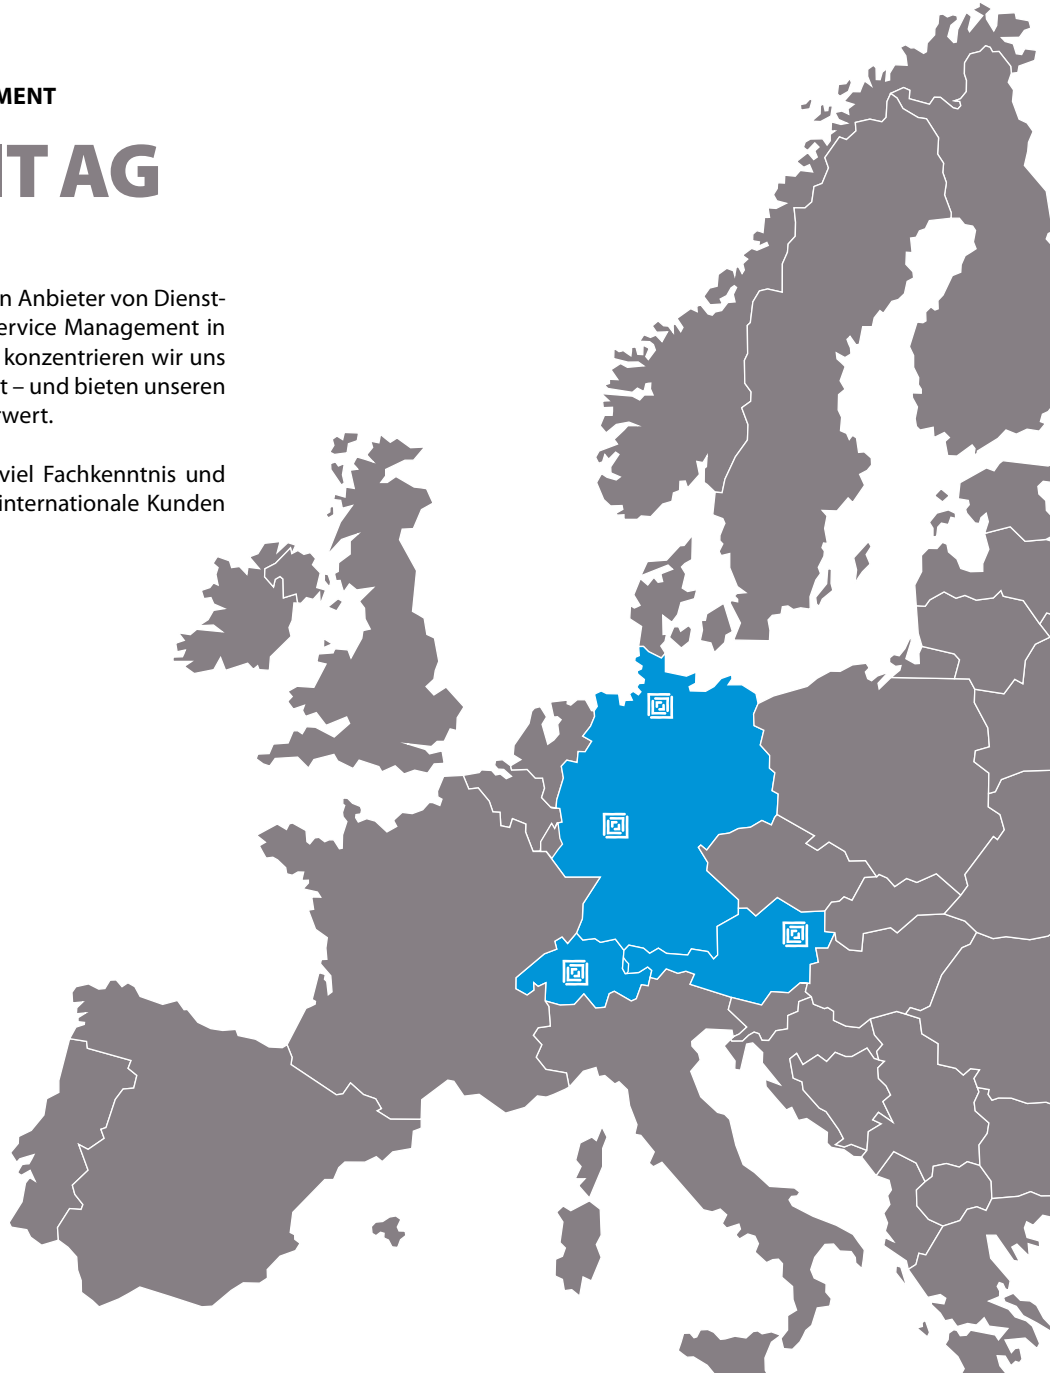 MENT
IT AG
n Anbieter von Dienst-
ervice Management in
konzentrieren wir uns
t – und bieten unseren
wert.
viel Fachkenntnis und
internationale Kunden